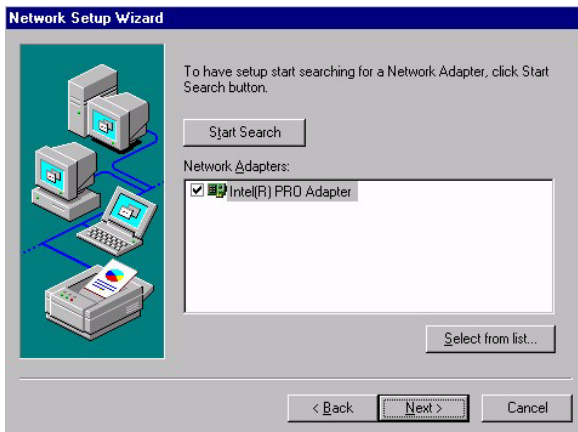 Network Setup Wizard
To have setup start searching for a Network Adapter, click Start
Search button.
Start Search
Network Adapters:
Intel(R) PRO Adapter
Select from list...
< Back
Next >
Cancel